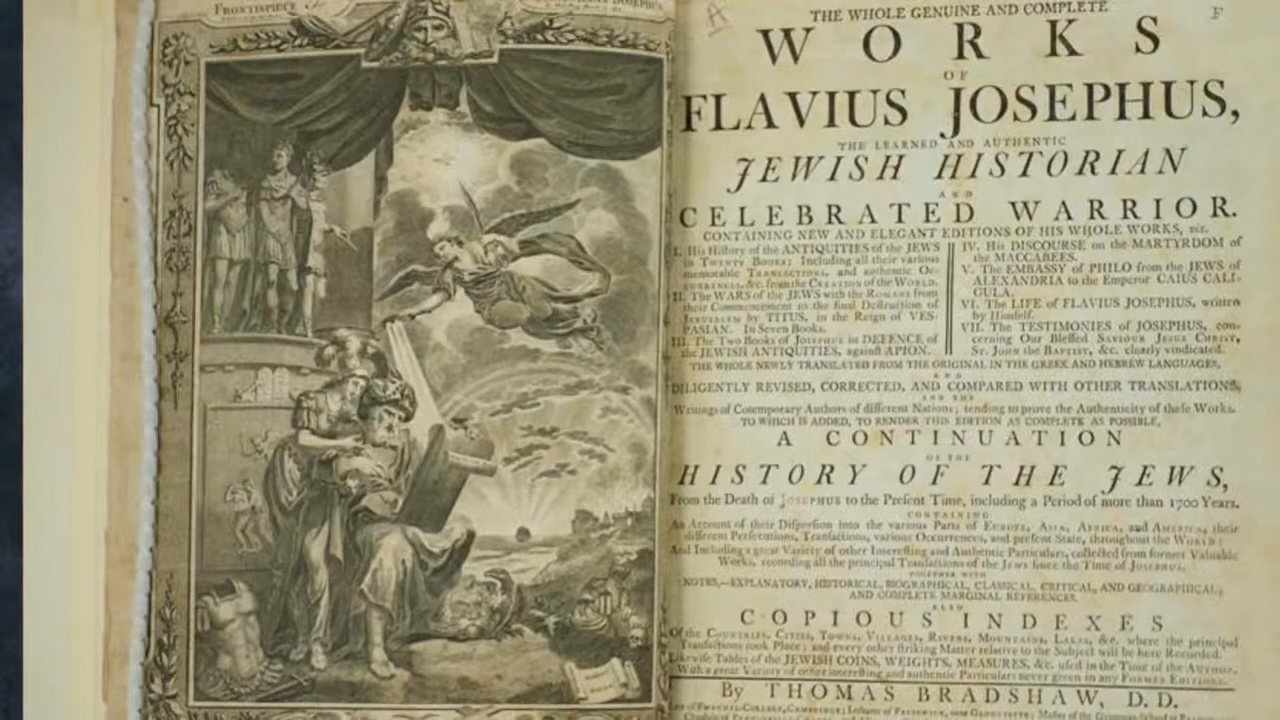 FRONTISPIECE
A
F
THE WHOLE GENUINE AND COMPLETE
WORKS
OF
FLAVIUS JOSEPHUS,
THE LEARNED AND AUTHENTIC
JEWISH HISTORIAN
AND
CELEBRATED WARRIOR.
CONTAINING NEW AND ELEGANT EDITIONS OF HIS WHOLE WORKS, viz.
I. His History of the ANTIQUITIES of the JEWS
in TWENTY BOOKS: Including all their various
memorable TRANSACTIONS, and authentic Oc-
currences, &c. from the CREATION of the WORLD.
II. The WARS of the JEWS with the ROMANS from
their Commencement to the final Destruction of
JERUSALEM by TITUS, in the Reign of VES-
PASIAN. In Seven Books.
III. The Two Books of JOSEPHUS in DEFENCE of
the JEWISH ANTIQUITIES, against APION.
IV. His DISCOURSE on the MARTYRDOM of
the MACCABEES.
V. The EMBASSY of PHILO from the JEWS of
ALEXANDRIA to the Emperor CAIUS CALI-
GULA.
VI. The LIFE of FLAVIUS JOSEPHUS, written
by Himself.
VII. The TESTIMONIES of JOSEPHUS, con-
cerning Our Blessed SAVIOUR JESUS CHRIST,
ST. JOHN the BAPTIST, &c. clearly vindicated.
THE WHOLE NEWLY TRANSLATED FROM THE ORIGINAL IN THE GREEK AND HEBREW LANGUAGES,
AND
DILIGENTLY REVISED, CORRECTED, AND COMPARED WITH OTHER TRANSLATIONS,
AND THE
Writings of Cotemporary Authors of different Nations; tending to prove the Authenticity of these Works.
TO WHICH IS ADDED, TO RENDER THIS EDITION AS COMPLETE AS POSSIBLE,
A CONTINUATION
OF THE
HISTORY OF THE JEWS,
From the Death of JOSEPHUS to the Present Time, including a Period of more than 1700 Years.
CONTAINING
An Account of their Dispersion into the various Parts of EUROPE, ASIA, AFRICA, and AMERICA, their
different Persecutions, Transactions, various Occurrences, and present State, throughout the WORLD:
And Including a great Variety of other Interesting and Authentic Particulars, collected from former Valuable
Works, recording all the principal Transactions of the JEWS since the Time of JOSEPHUS.
TOGETHER WITH
NOTES,—EXPLANATORY, HISTORICAL, BIOGRAPHICAL, CLASSICAL, CRITICAL, AND GEOGRAPHICAL;
AND COMPLETE MARGINAL REFERENCES.
ALSO
COPIOUS INDEXES
Of the COUNTRIES, CITIES, TOWNS, VILLAGES, RIVERS, MOUNTAINS, LAKES, &c. where the principal
Transactions took Place; and every other striking Matter relative to the Subject will be here Recorded.
Likewise Tables of the JEWISH COINS, WEIGHTS, MEASURES, &c. used in the Time of the AUTHOR.
With a great Variety of other interesting and authentic Particulars never given in any FORMER EDITIONS.
By THOMAS BRADSHAW, D. D.